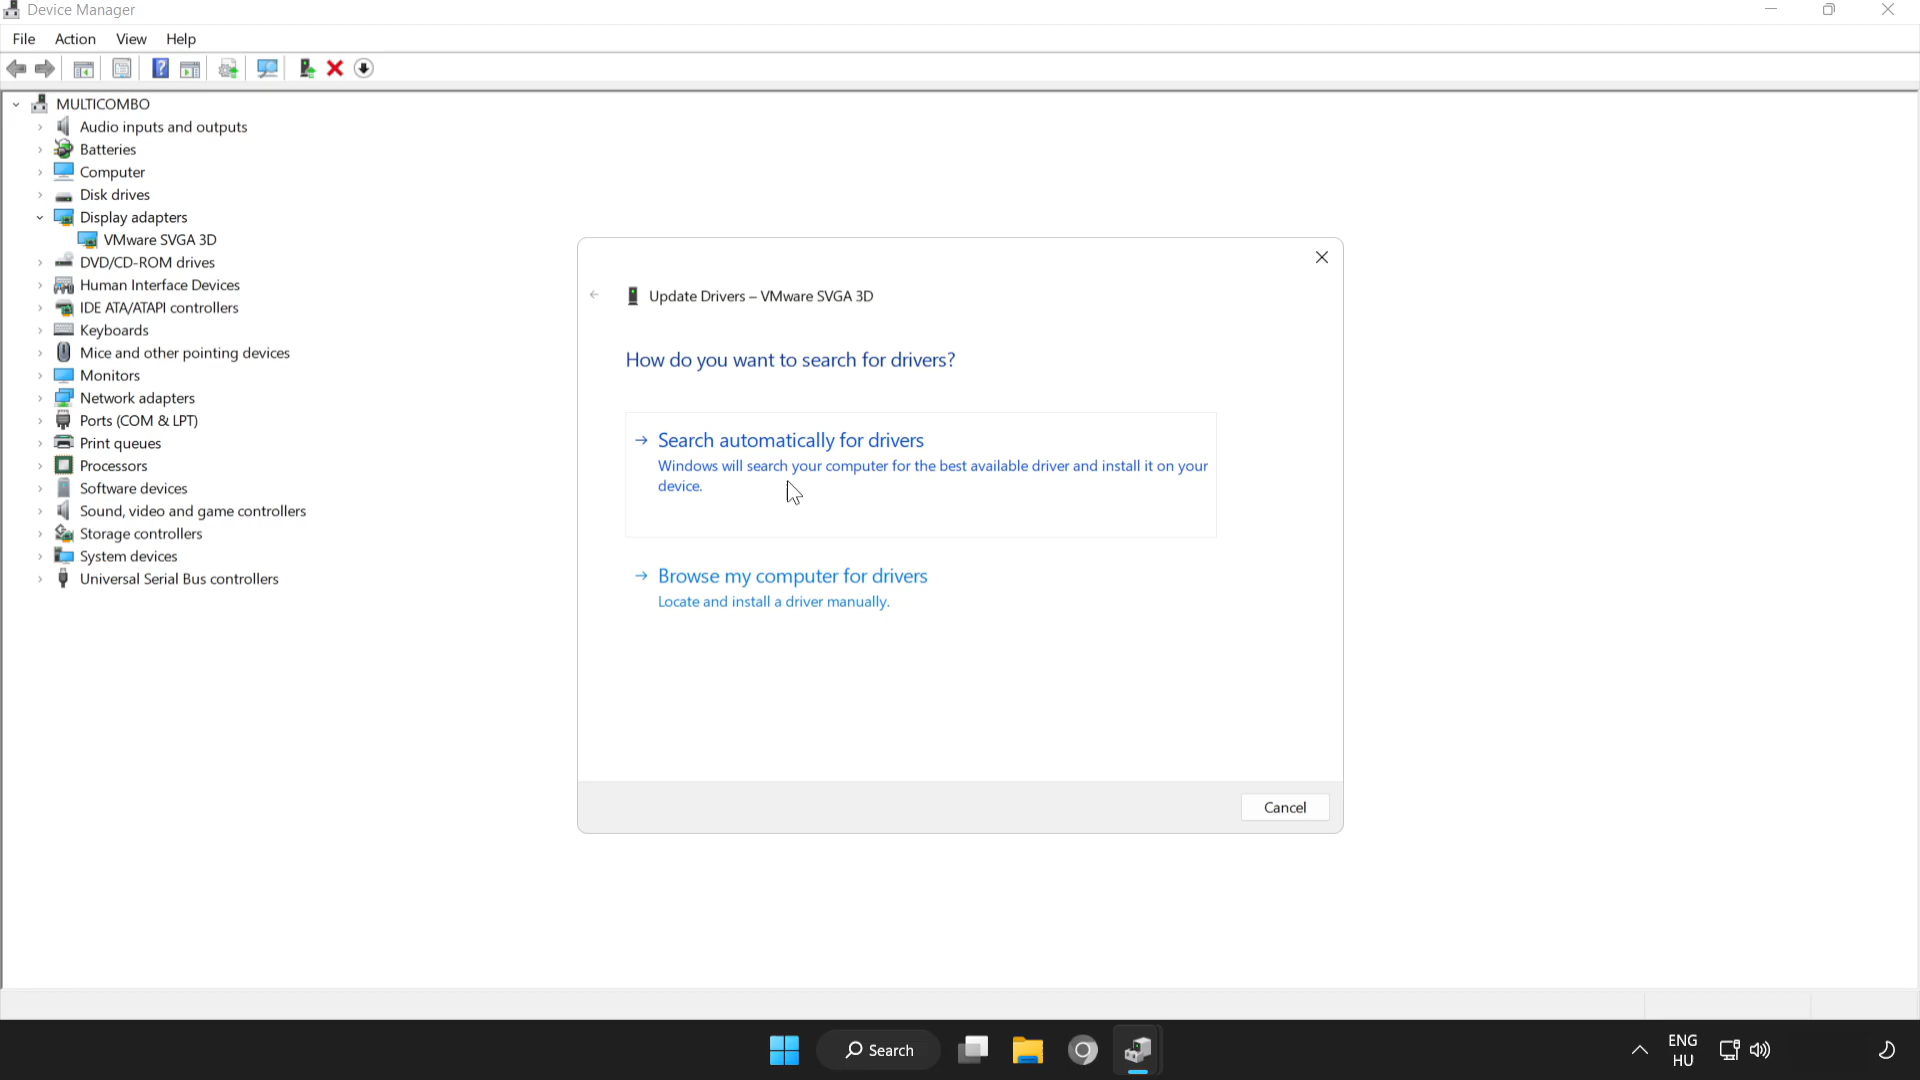 Device Manager
File Action View Help
MULTICOMBO
Audio inputs and outputs
Batteries
Computer
Disk drives
Display adapters
VMware SVGA 3D
DVD/CD-ROM drives
Human Interface Devices
IDE ATA/ATAPI controllers
Keyboards
Mice and other pointing devices
Monitors
Network adapters
Ports (COM & LPT)
Print queues
Processors
Software devices
Sound, video and game controllers
Storage controllers
System devices
Universal Serial Bus controllers
Update Drivers – VMware SVGA 3D
How do you want to search for drivers?
Search automatically for drivers
Windows will search your computer for the best available driver and install it on your
device.
Browse my computer for drivers
Locate and install a driver manually.
Cancel
Search
ENG
HU